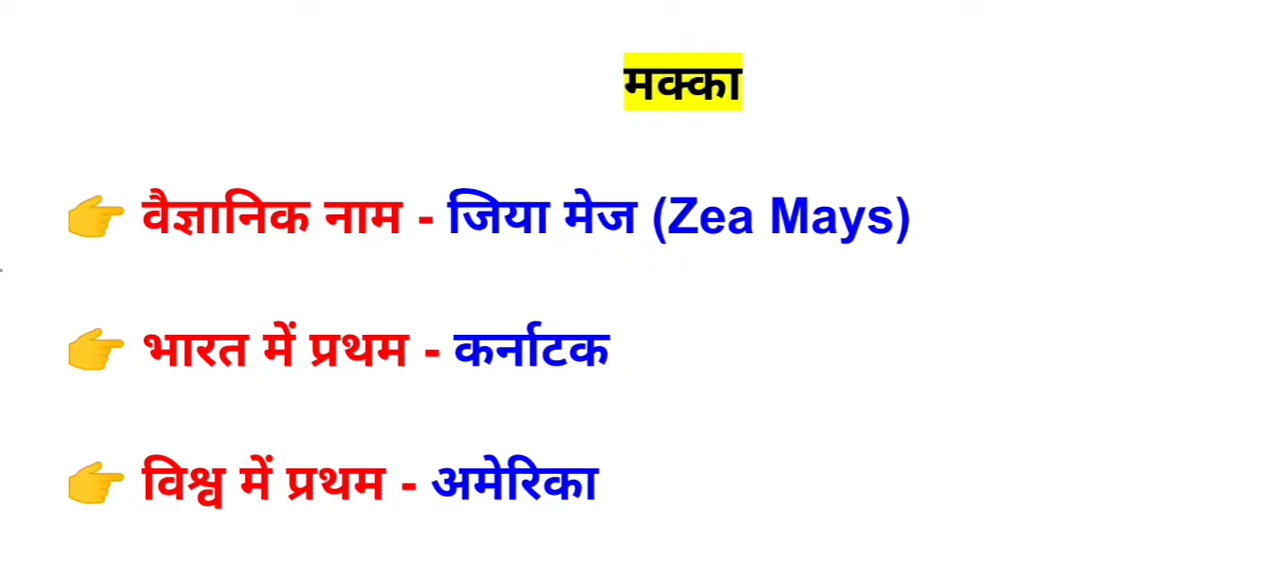 मक्का
👉 वैज्ञानिक नाम - जिया मेज (Zea Mays)
👉 भारत में प्रथम - कर्नाटक
👉 विश्व में प्रथम - अमेरिका